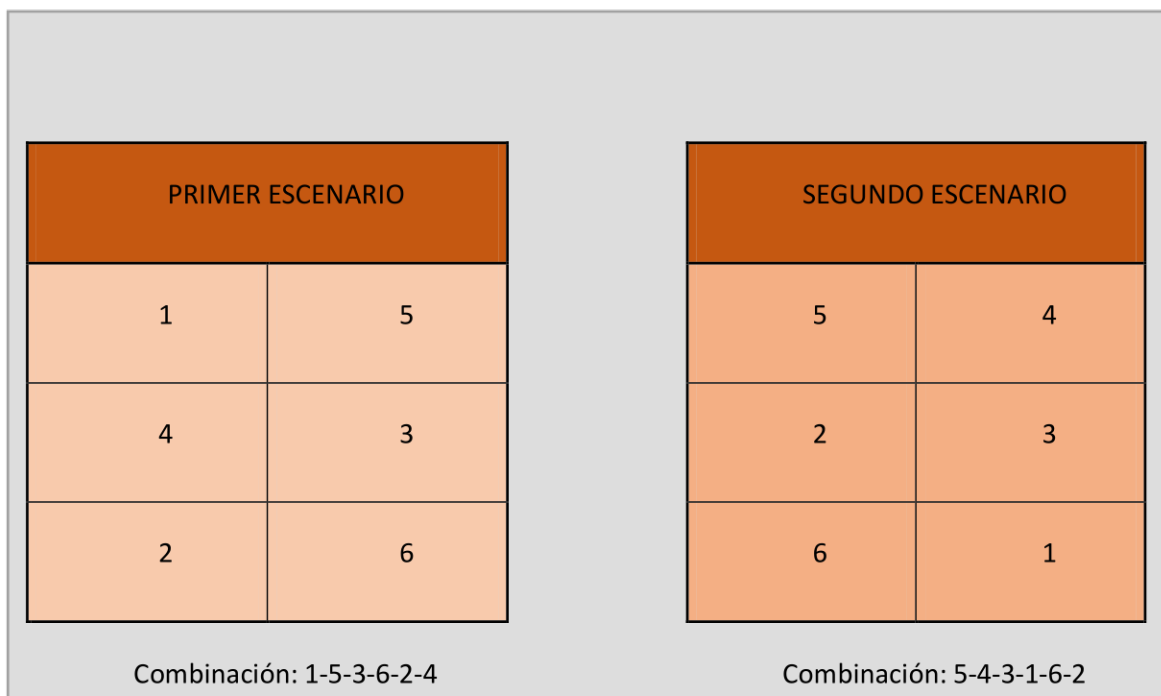 PRIMER ESCENARIO
1 5
4 3
2 6
Combinación: 1-5-3-6-2-4
SEGUNDO ESCENARIO
5 4
2 3
6 1
Combinación: 5-4-3-1-6-2